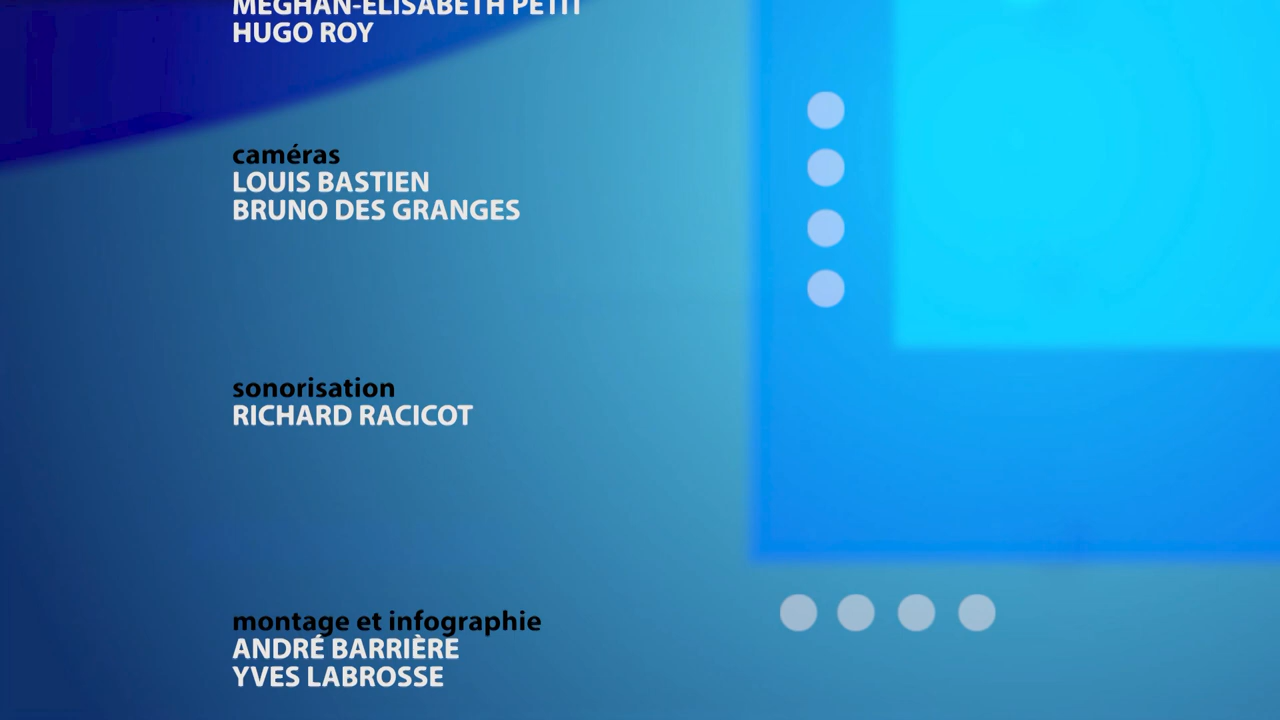 MEGHAN-ÉLISABETH PETIT
HUGO ROY
caméras
LOUIS BASTIEN
BRUNO DES GRANGES
sonorisation
RICHARD RACICOT
montage et infographie
ANDRÉ BARRIÈRE
YVES LABROSSE